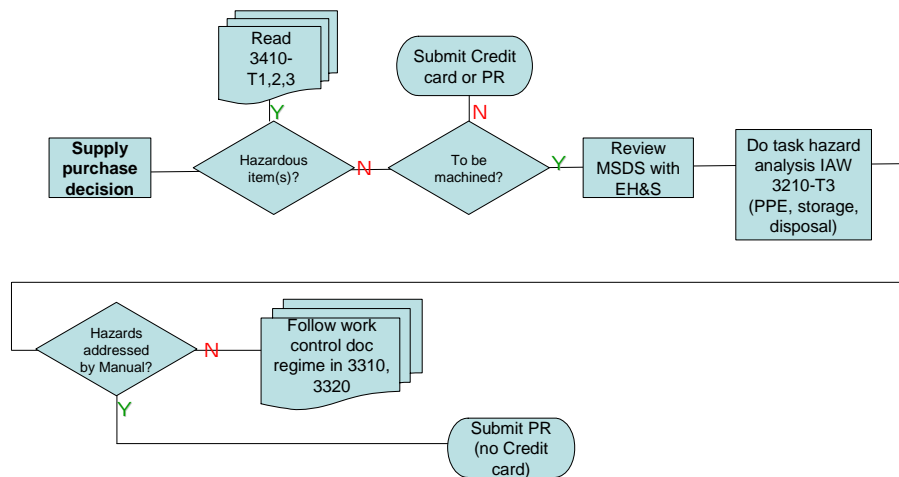 Read
3410-
T1,2,3
Submit Credit
card or PR
Y
N
Supply
purchase
decision
Hazardous
item(s)?
N
To be
machined?
Y
Review
MSDS with
EH&S
Do task hazard
analysis IAW
3210-T3
(PPE, storage,
disposal)
Hazards
addressed
by Manual?
N
Follow work
control doc
regime in 3310,
3320
Y
Submit PR
(no Credit
card)